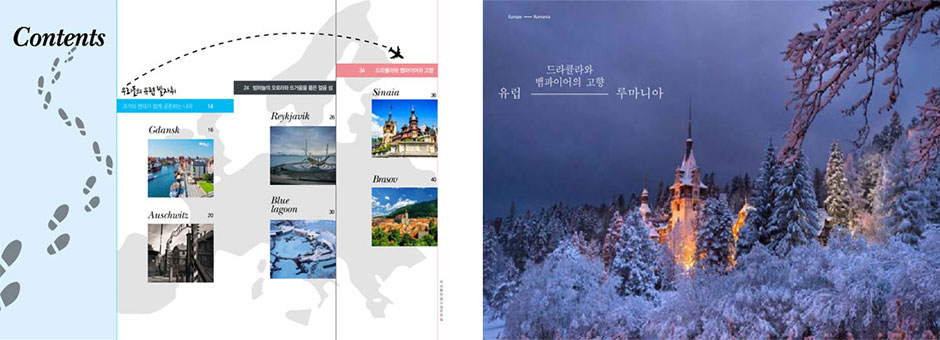 Contents
우리들의 유럽 발자취
과거와 현재가 함께 공존하는 나라 14
Gdansk 16
Auschwitz 20
24 밤하늘의 오로라와 뜨거움을 품은 얼음 섬
Reykjavik 26
Blue
lagoon 30
34 드라큘라와 뱀파이어의 고향
Sinaia 36
Brasov 40
Europe — Rumania
드라큘라와
뱀파이어의 고향
유럽 루마니아